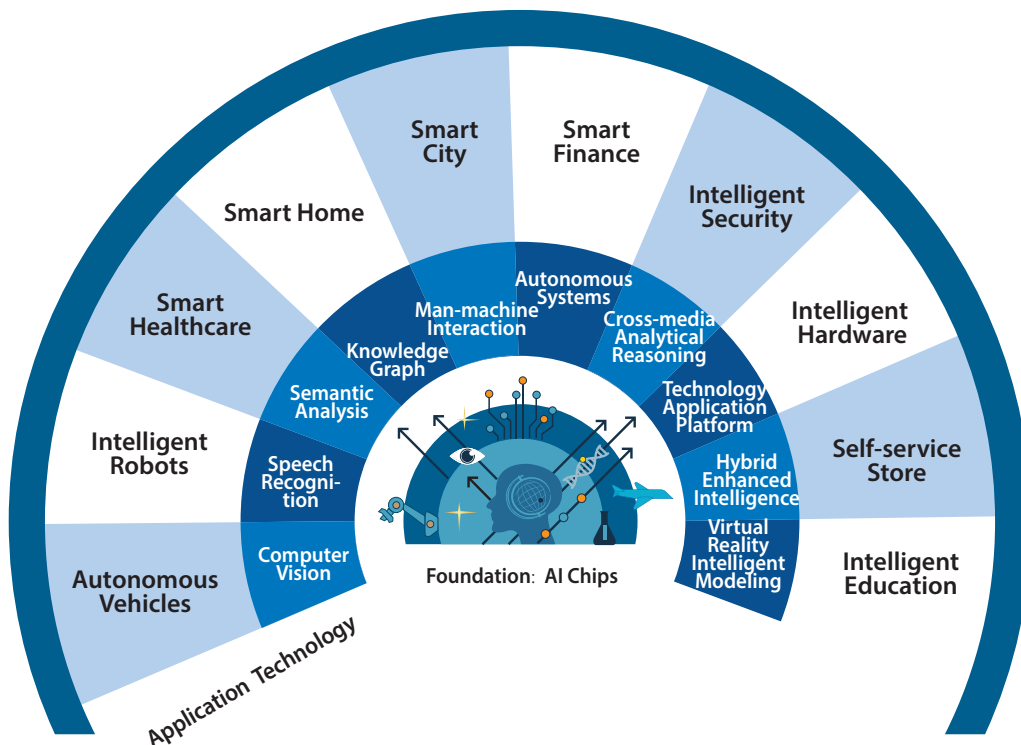 Smart
City
Smart
Finance
Smart Home
Intelligent
Security
Smart
Healthcare
Intelligent
Hardware
Intelligent
Robots
Self-service
Store
Autonomous
Vehicles
Intelligent
Education
Autonomous
Systems
Man-machine
Interaction
Cross-media
Analytical
Reasoning
Knowledge
Graph
Technology
Application
Platform
Semantic
Analysis
Hybrid
Enhanced
Intelligence
Speech
Recogni-
tion
Virtual
Reality
Intelligent
Modeling
Computer
Vision
Foundation: AI Chips
Application Technology